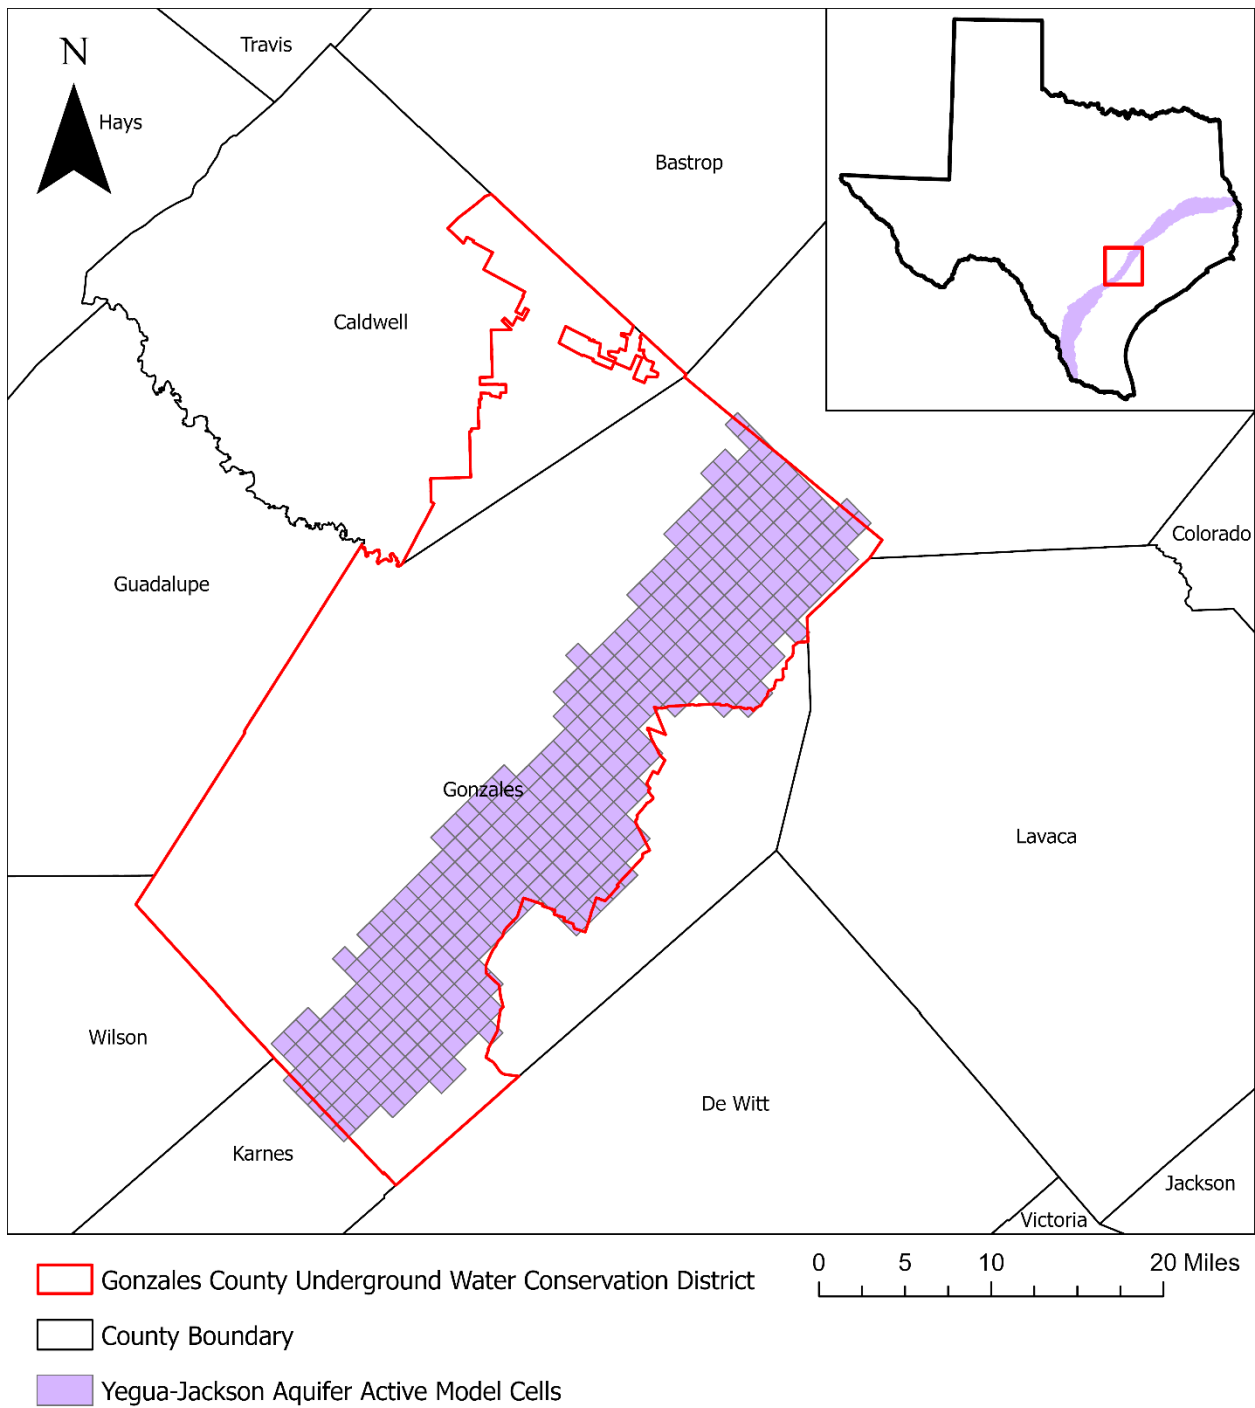 N
Travis
Hays
Bastrop
Caldwell
Colorado
Guadalupe
Gonzales
Lavaca
Wilson
De Witt
Karnes
Jackson
Victoria
0 5 10 20 Miles
Gonzales County Underground Water Conservation District
County Boundary
Yegua-Jackson Aquifer Active Model Cells